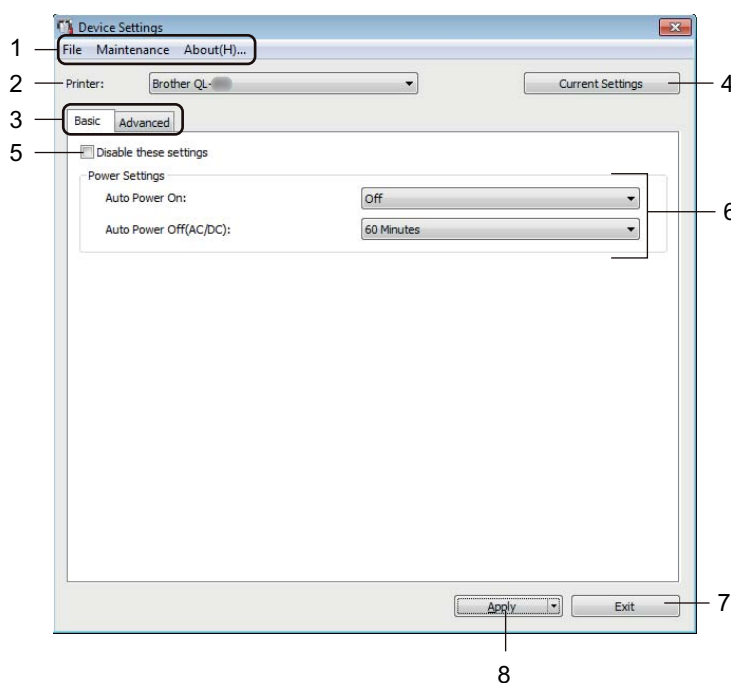 Device Settings
1 File Maintenance About(H)...
2 Printer: Brother QL- Current Settings 4
3 Basic Advanced
5 Disable these settings
Power Settings
Auto Power On: Off
6
Auto Power Off(AC/DC): 60 Minutes
Apply Exit 7
8